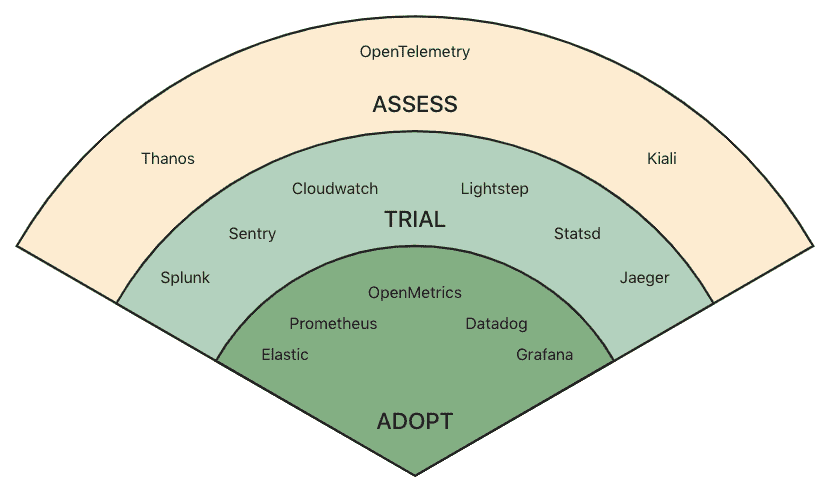 OpenTelemetry
ASSESS
Thanos
Kiali
Cloudwatch
Lightstep
TRIAL
Sentry
Statsd
Splunk
Jaeger
OpenMetrics
Prometheus
Datadog
Elastic
Grafana
ADOPT